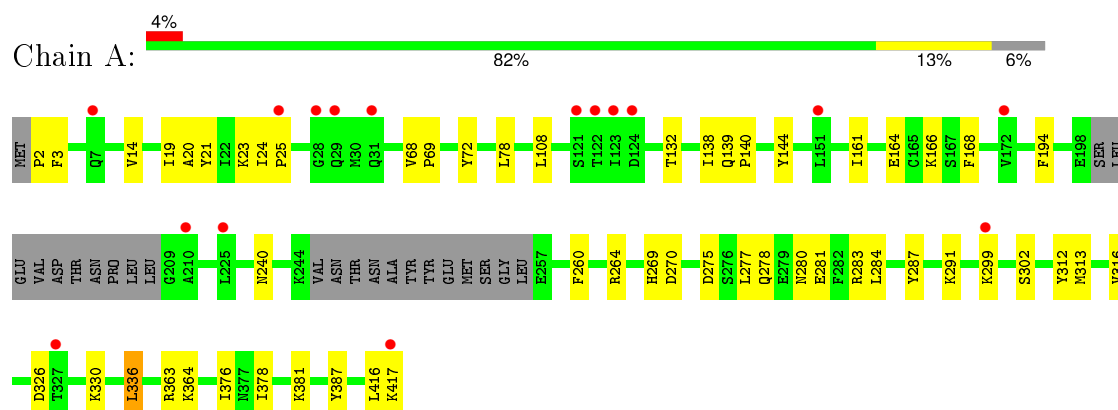 4%
Chain A:
82% 13% 6%
MET P2 F3 Q7 V14 I19 A20 Y21 I22 K23 I24 P25 G28 Q29 M30 Q31 V68 P69 Y72 L78 L108 S121 T122 I123 D124 T132 I138 Q139 P140 Y144 L151 I161 E164 C165 K166 S167 F168 V172 F194 E198 SER LEU
GLU VAL ASP THR ASN PRO LEU LEU G209 A210 L225 N240 K244 VAL ASN THR ASN ALA TYR TYR GLU MET SER GLY LEU E257 F260 R264 H269 D270 D275 S276 L277 Q278 E279 N280 E281 F282 R283 L284 Y287 K291 K299 S302 Y312 M313 V316
D326 T327 K330 L336 R363 K364 I376 N377 I378 K381 Y387 L416 K417